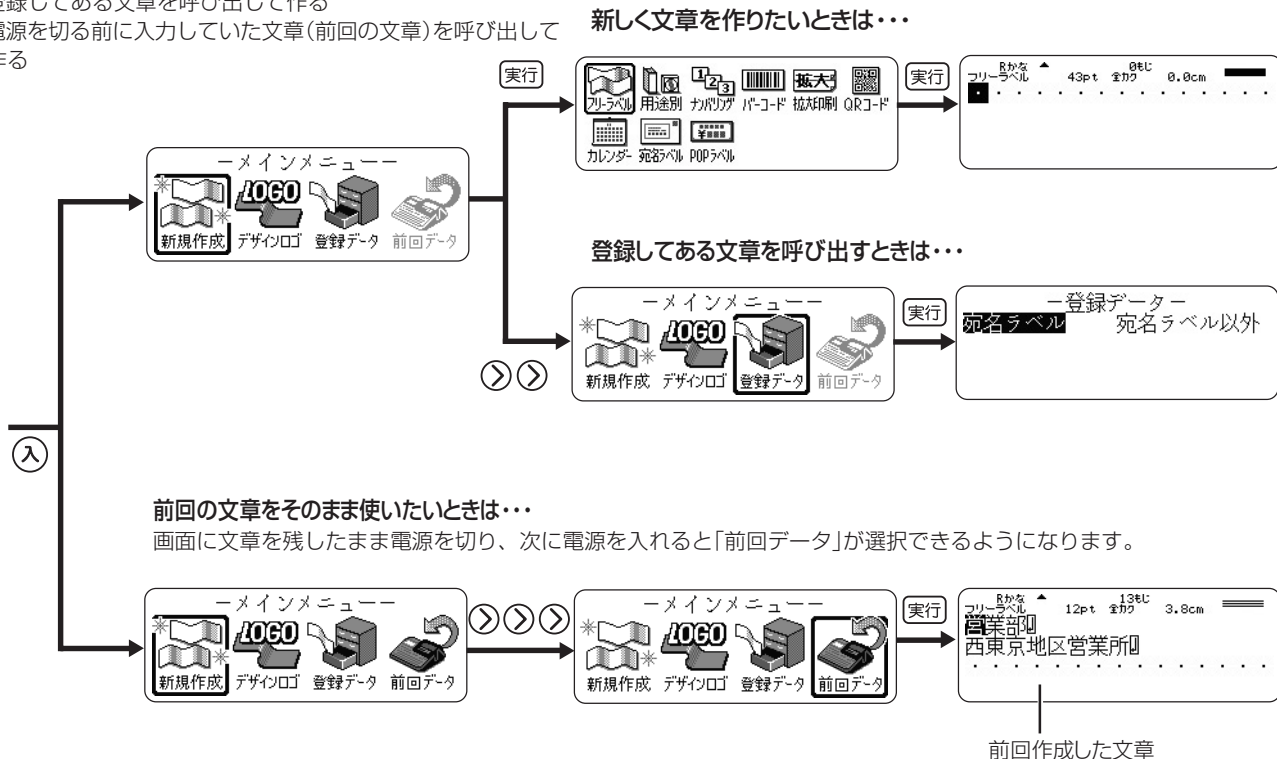 登録してある文章を呼び出して作る
電源を切る前に入力していた文章(前回の文章)を呼び出して
作る
新しく文章を作りたいときは・・・
実行
フリーラベル 用途別 ナンバリング バーコード 拡大印刷 QRコード
カレンダー 宛名ラベル POPラベル
実行
Rかな ▲ 0もじ
フリーラベル 43pt 全カク 0.0cm
ーメインメニューー
LOGO
新規作成 デザインロゴ 登録データ 前回データ
登録してある文章を呼び出すときは・・・
ーメインメニューー
LOGO
新規作成 デザインロゴ 登録データ 前回データ
実行
ー登録データー
宛名ラベル 宛名ラベル以外
入
前回の文章をそのまま使いたいときは・・・
画面に文章を残したまま電源を切り、次に電源を入れると「前回データ」が選択できるようになります。
ーメインメニューー
LOGO
新規作成 デザインロゴ 登録データ 前回データ
ーメインメニューー
LOGO
新規作成 デザインロゴ 登録データ 前回データ
実行
Rかな ▲ 13もじ
フリーラベル 12pt 全カク 3.8cm
営業部
西東京地区営業所
前回作成した文章